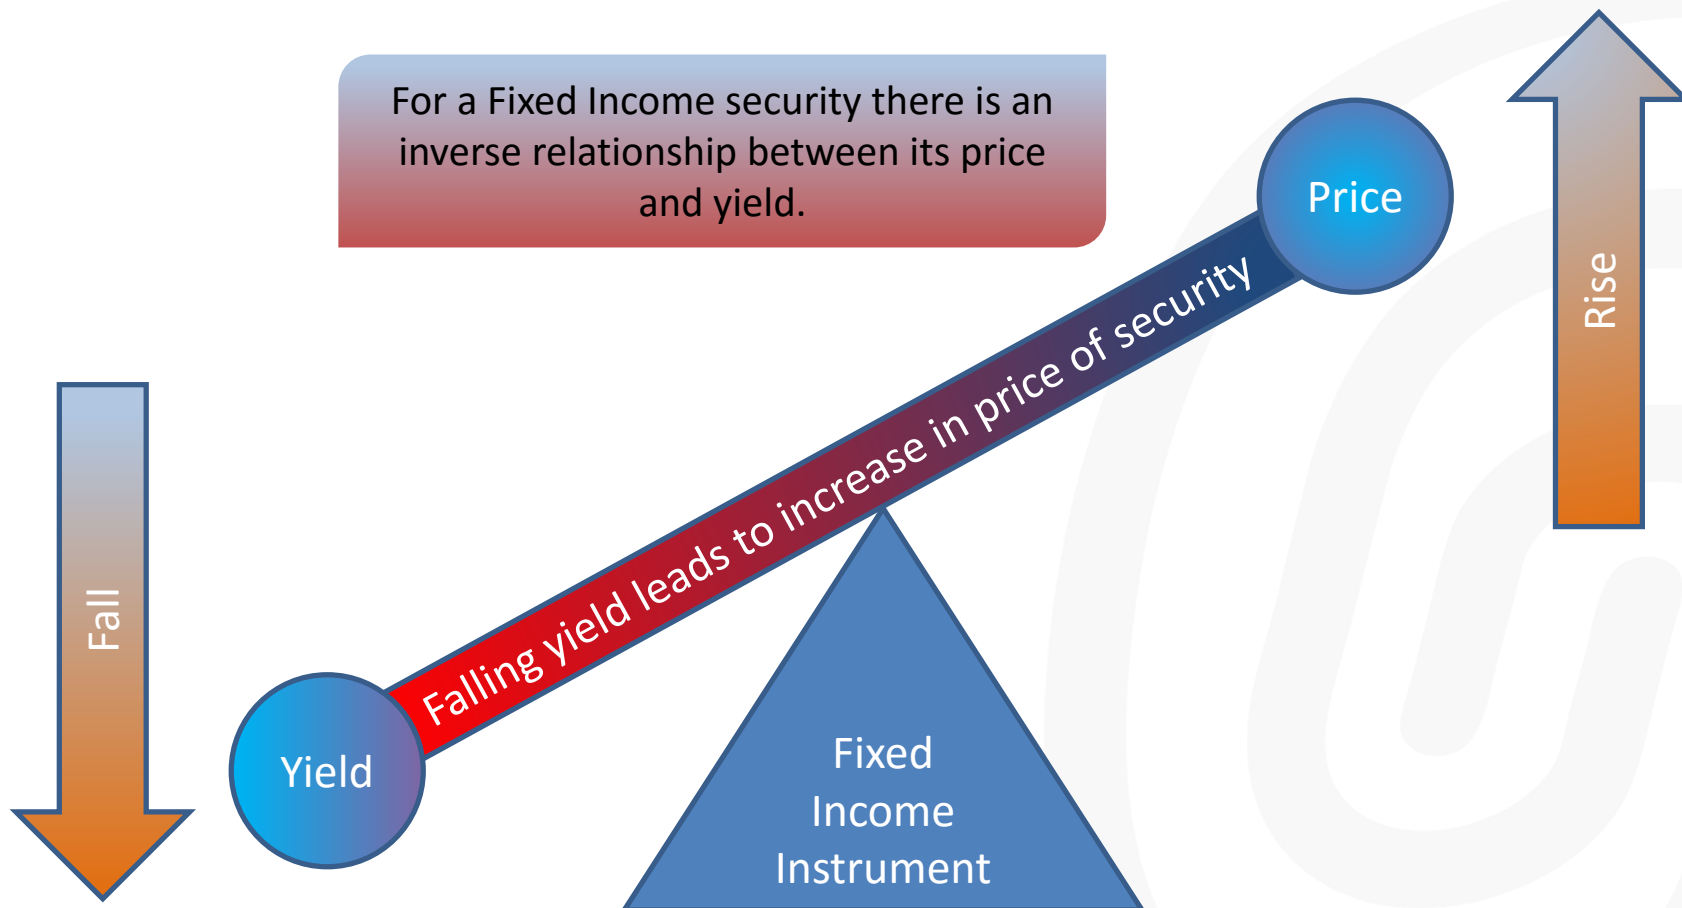 For a Fixed Income security there is an
inverse relationship between its price
and yield.
Price
Rise
Falling yield leads to increase in price of security
Fall
Yield
Fixed
Income
Instrument